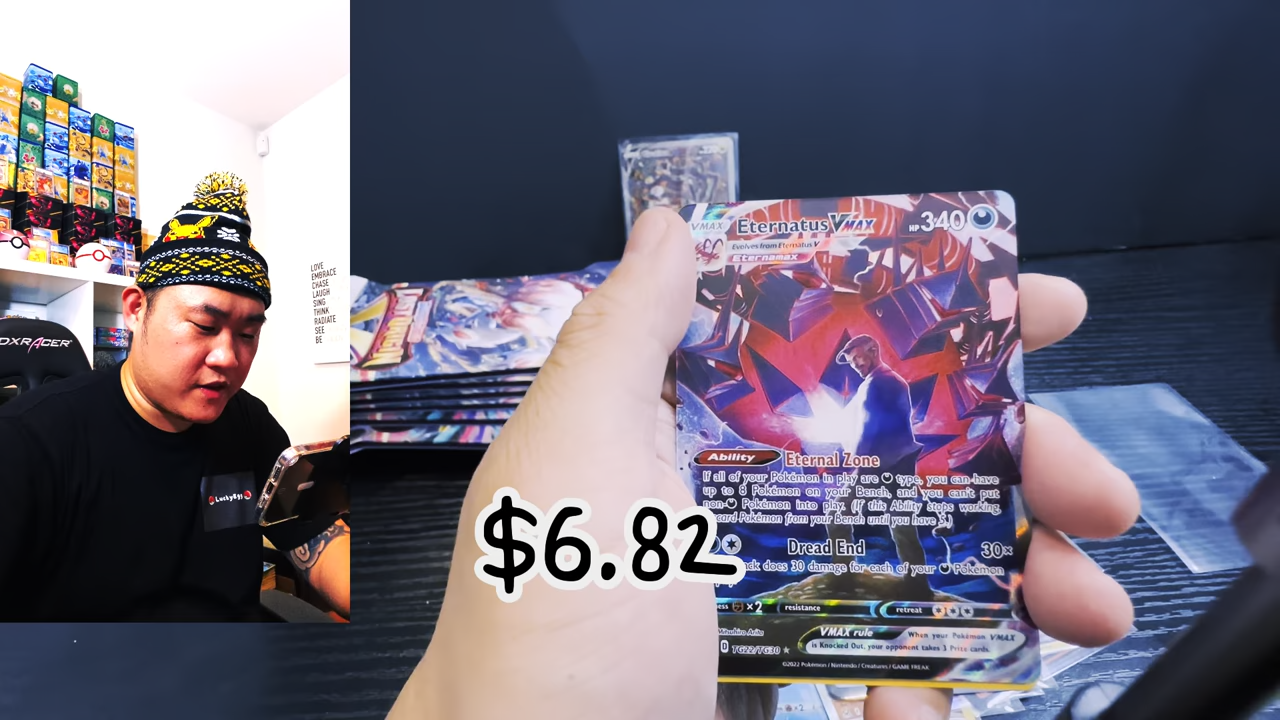 DXRACER
LOVE
EMBRACE
CHASE
LAUGH
SING
THINK
RADIATE
SEE
BE
Lucky895
VMAX
Eternatus VMAX
HP 340
Evolves from Eternatus V
Eternamax
Ability Eternal Zone
If all of your Pokémon in play are type, you can have
up to 8 Pokémon on your Bench, and you can't put
non- Pokémon into play. (If this Ability stops working,
card Pokémon from your Bench until you have 5.)
$6.82
Dread End 30×
does 30 damage for each of your Pokémon
×2 resistance retreat
Mitsuhiro Arita
VMAX rule When your Pokémon VMAX
is Knocked Out, your opponent takes 3 Prize cards.
TG22/TG30
©2022 Pokémon / Nintendo / Creatures / GAME FREAK